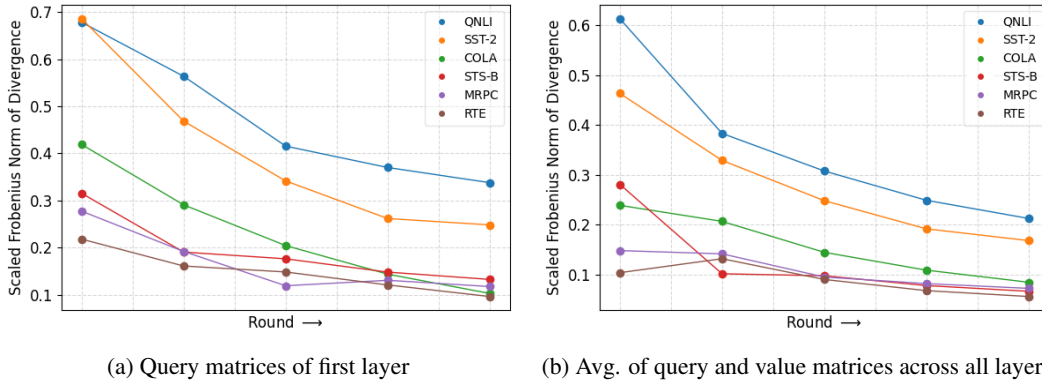 Scaled Frobenius Norm of Divergence
0.7
0.6
0.5
0.4
0.3
0.2
0.1
QNLI
SST-2
COLA
STS-B
MRPC
RTE
Round ⟶
(a) Query matrices of first layer
Scaled Frobenius Norm of Divergence
0.6
0.5
0.4
0.3
0.2
0.1
QNLI
SST-2
COLA
STS-B
MRPC
RTE
Round ⟶
(b) Avg. of query and value matrices across all layer